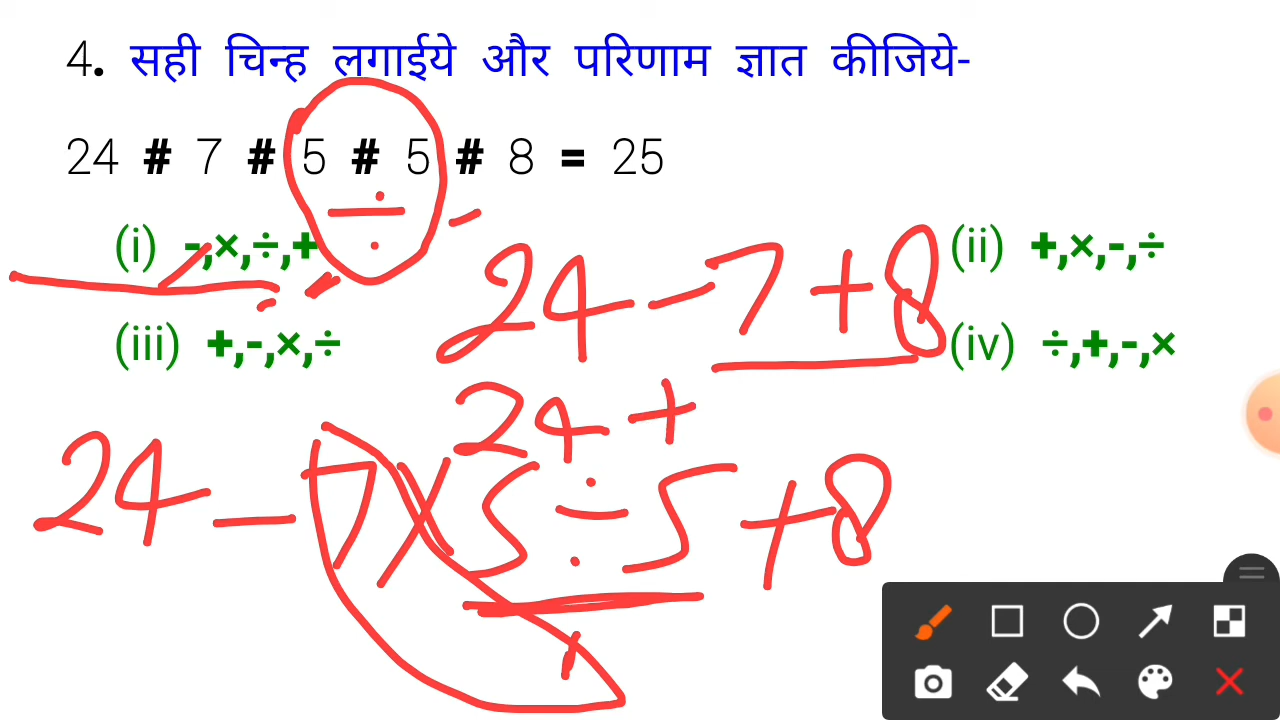 4. सही चिन्ह लगाईये और परिणाम ज्ञात कीजिये-
24 # 7 # 5 # 5 # 8 = 25
÷ -
(i) -,×,÷,+ (ii) +,×,-,÷
24 - 7 + 8
(iii) +,-,×,÷ (iv) ÷,+,-,×
24 +
24 - 7 × 5 ÷ 5 + 8
1